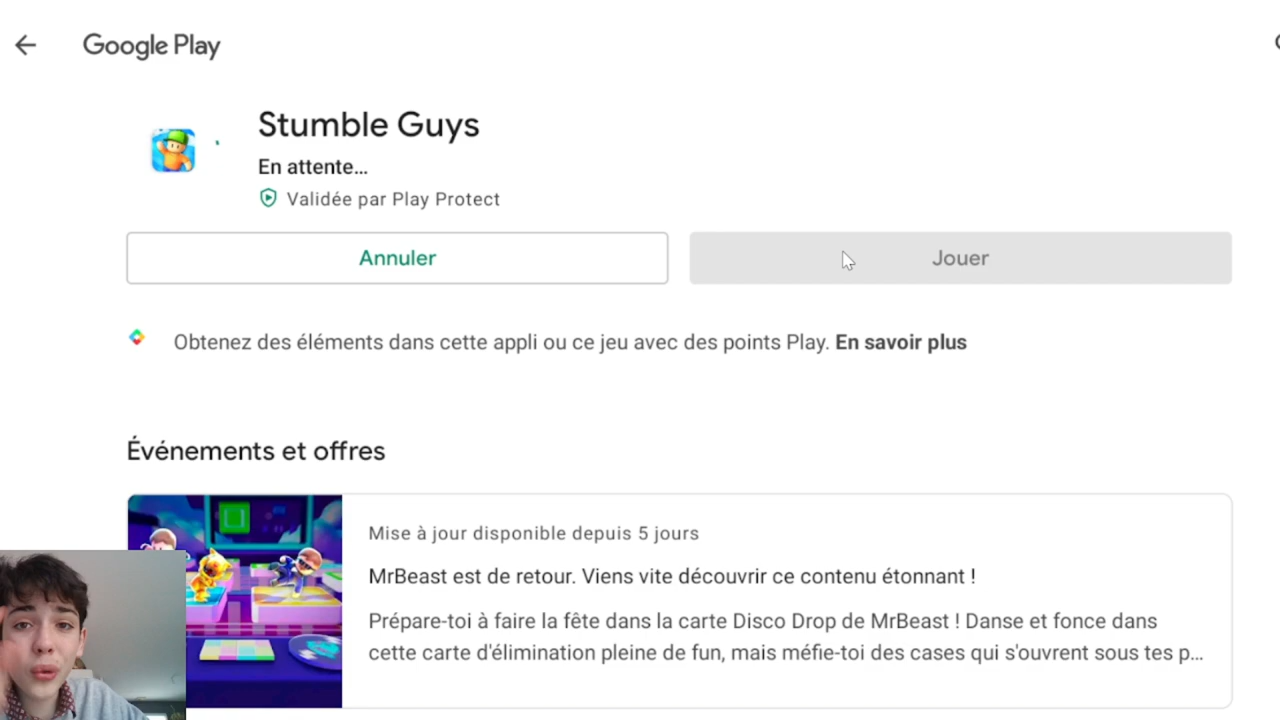 Google Play
Stumble Guys
En attente...
Validée par Play Protect
Annuler
Jouer
Obtenez des éléments dans cette appli ou ce jeu avec des points Play. En savoir plus
Événements et offres
Mise à jour disponible depuis 5 jours
MrBeast est de retour. Viens vite découvrir ce contenu étonnant !
Prépare-toi à faire la fête dans la carte Disco Drop de MrBeast ! Danse et fonce dans
cette carte d'élimination pleine de fun, mais méfie-toi des cases qui s'ouvrent sous tes p...